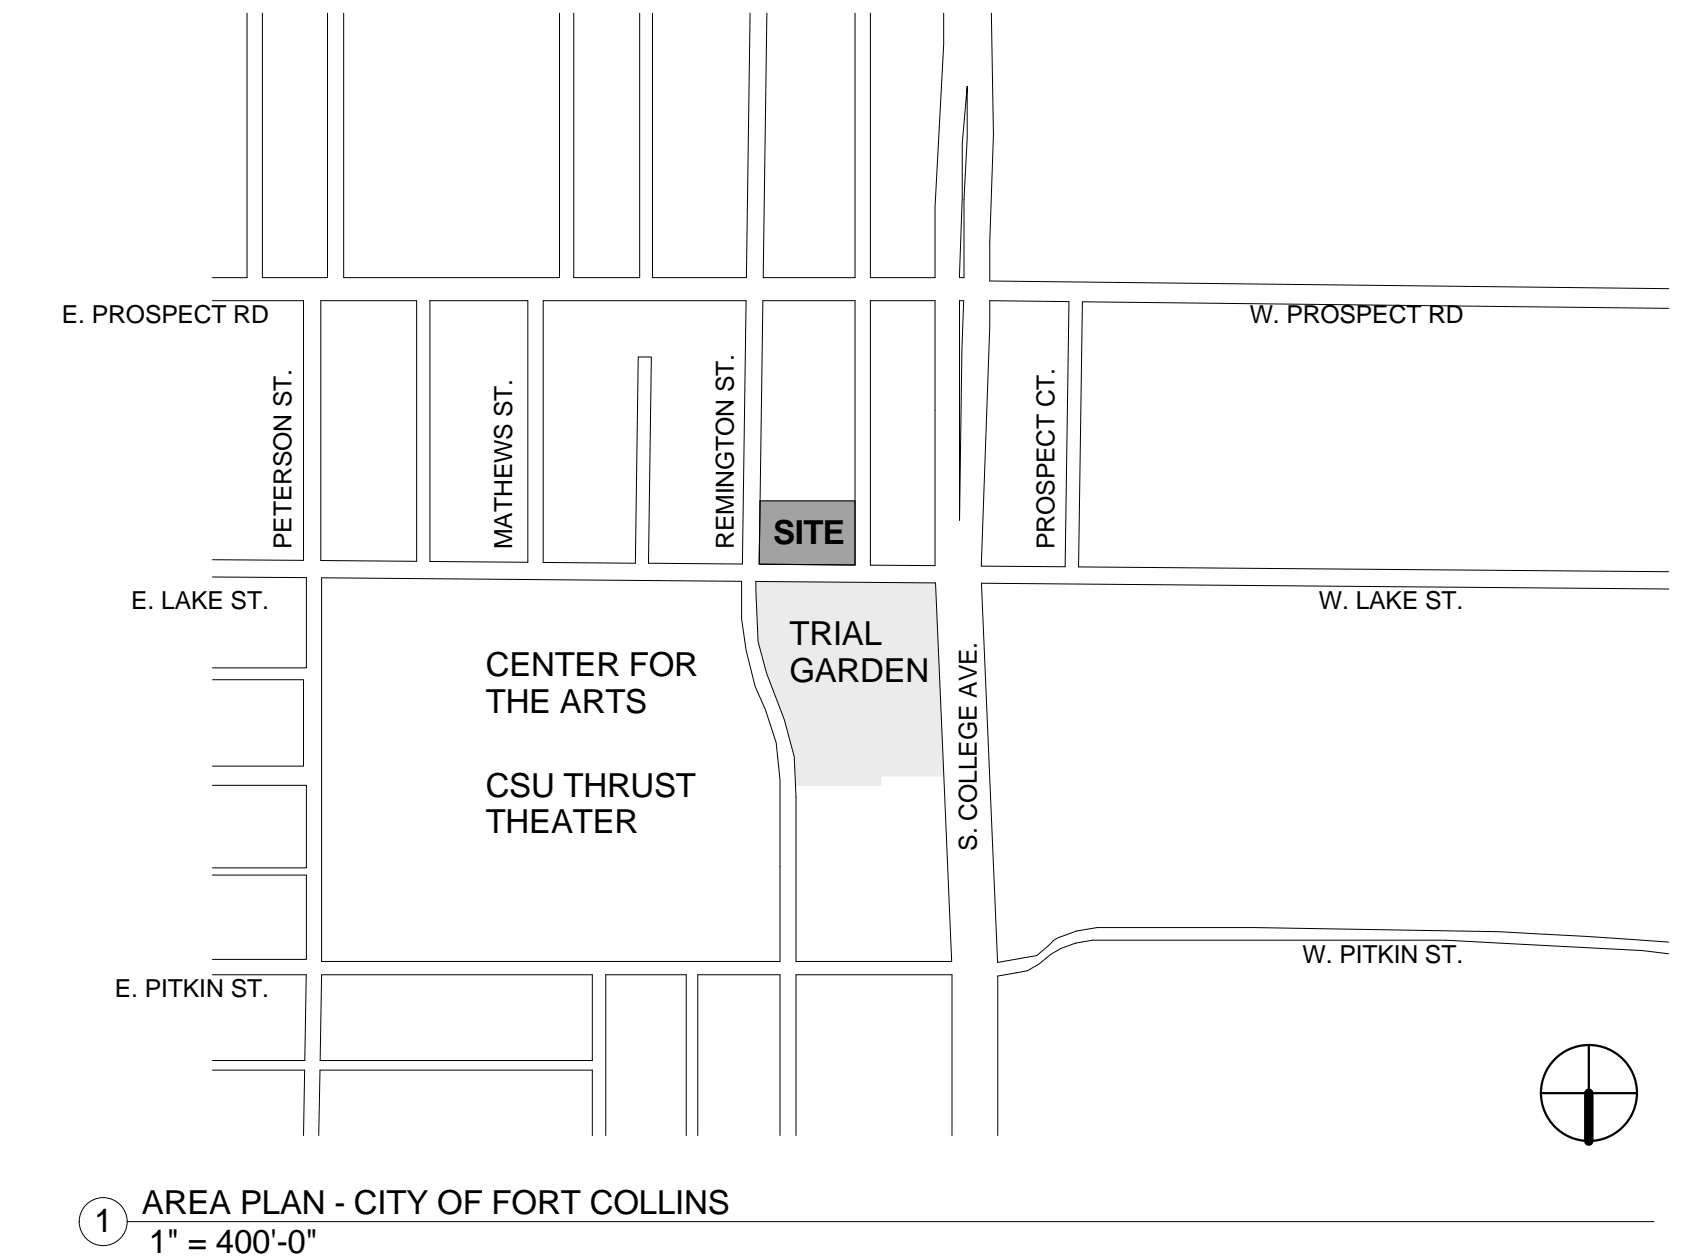 E. PROSPECT RD
W. PROSPECT RD
PETERSON ST.
MATHEWS ST.
REMINGTON ST.
PROSPECT CT.
SITE
E. LAKE ST.
W. LAKE ST.
TRIAL
GARDEN
CENTER FOR
THE ARTS
S. COLLEGE AVE.
CSU THRUST
THEATER
W. PITKIN ST.
E. PITKIN ST.
1
AREA PLAN - CITY OF FORT COLLINS
1" = 400'-0"